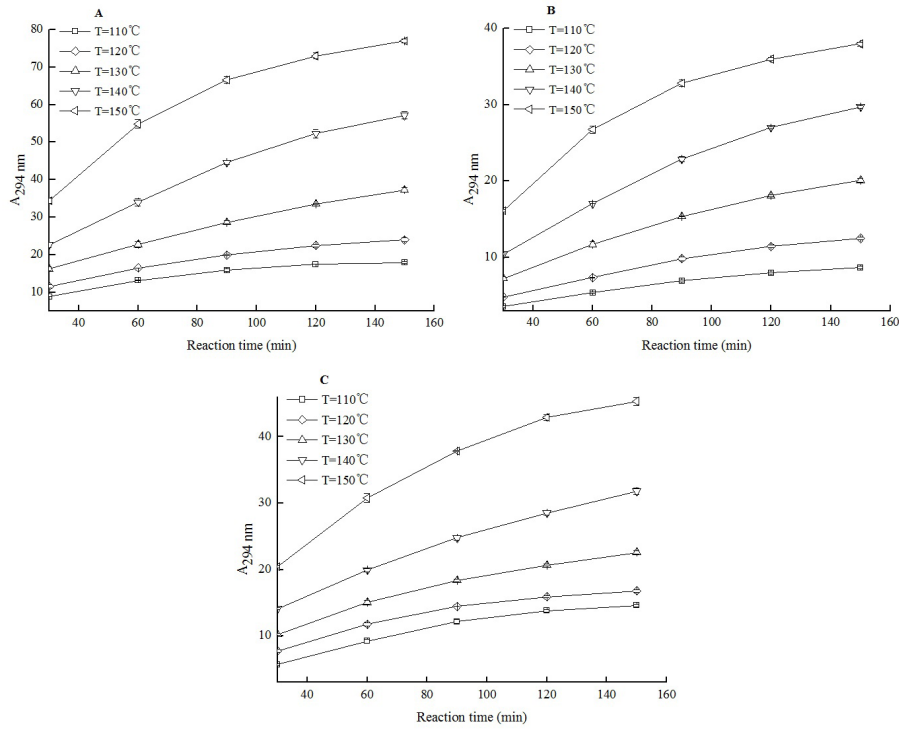 A
T=110℃
T=120℃
T=130℃
T=140℃
T=150℃
80
70
60
50
40
30
20
10
A294 nm
40 60 80 100 120 140 160
Reaction time (min)
B
T=110℃
T=120℃
T=130℃
T=140℃
T=150℃
40
30
20
10
A294 nm
40 60 80 100 120 140 160
Reaction time (min)
C
T=110℃
T=120℃
T=130℃
T=140℃
T=150℃
40
30
20
10
A294 nm
40 60 80 100 120 140 160
Reaction time (min)